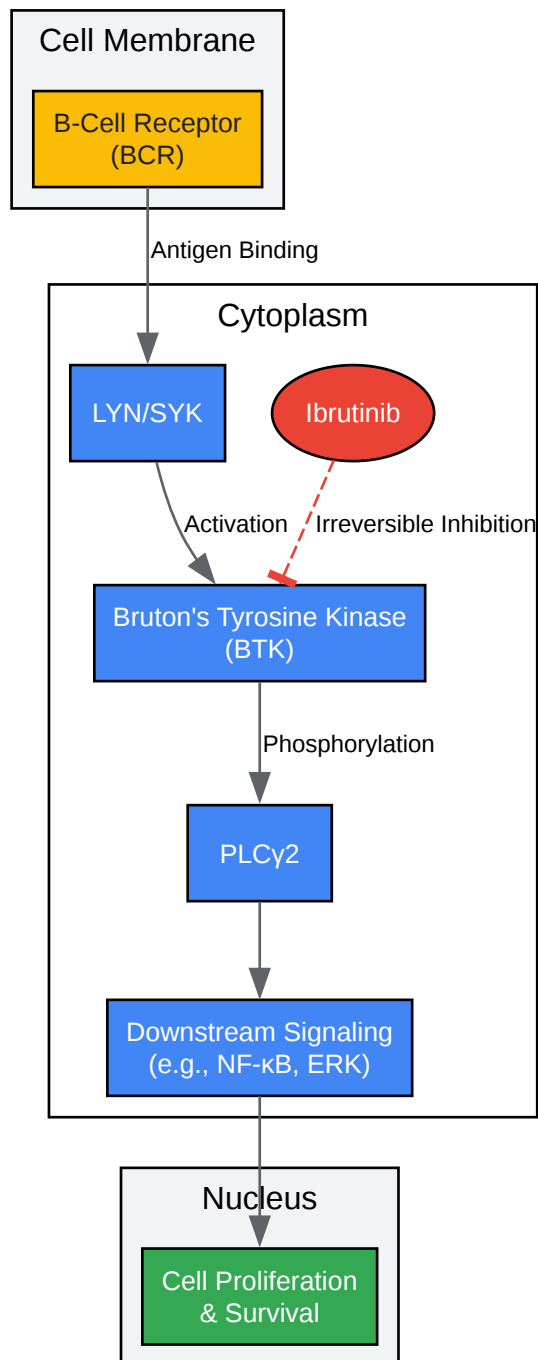 Cell Membrane
B-Cell Receptor
(BCR)
Antigen Binding
Cytoplasm
LYN/SYK
Ibrutinib
Activation
Irreversible Inhibition
Bruton's Tyrosine Kinase
(BTK)
Phosphorylation
PLCγ2
Downstream Signaling
(e.g., NF-κB, ERK)
Nucleus
Cell Proliferation
& Survival